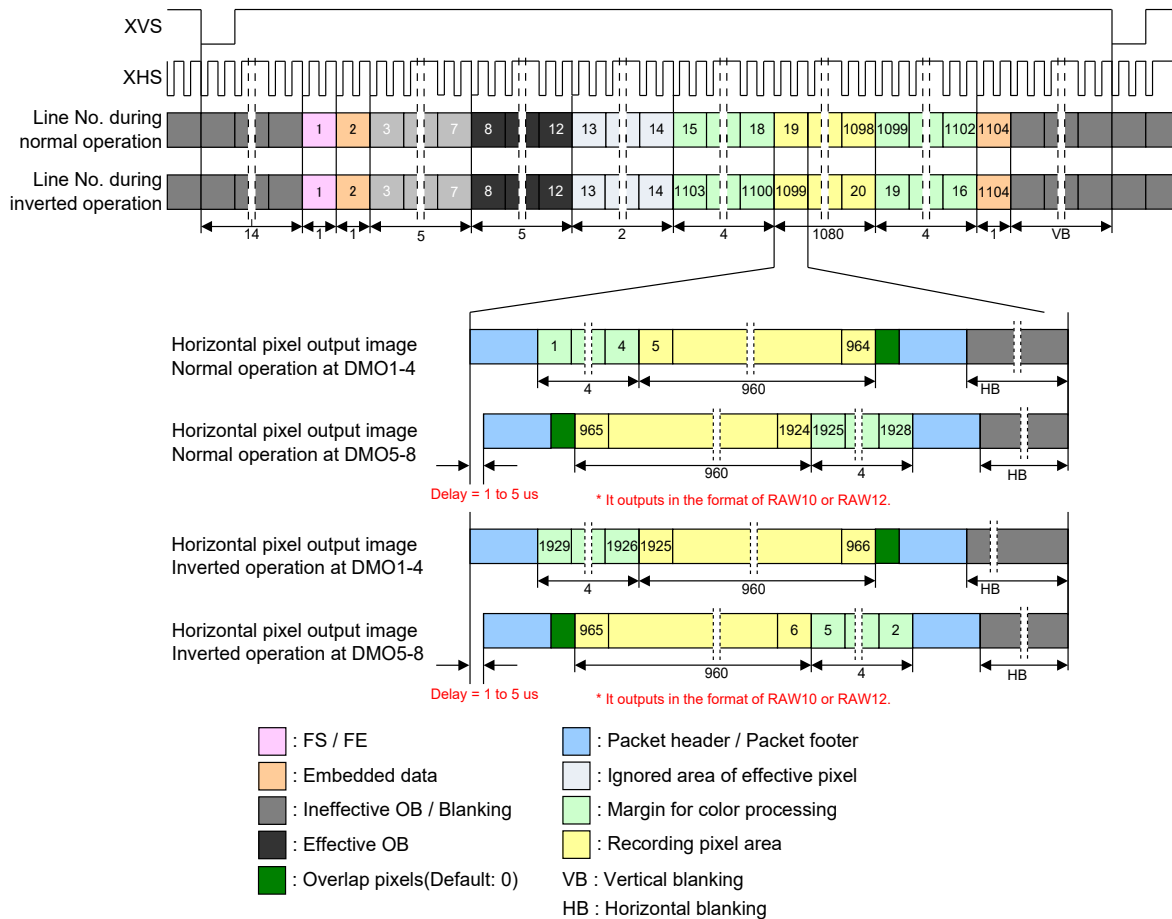 XVS
XHS
Line No. during
normal operation
1 2 3 7 8 12 13 14 15 18 19 1098 1099 1102 1104
Line No. during
inverted operation
1 2 3 7 8 12 13 14 1103 1100 1099 20 19 16 1104
14 1 1 5 5 2 4 1080 4 1 VB
Horizontal pixel output image
Normal operation at DMO1-4
1 4 5 964
4 960 HB
Horizontal pixel output image
Normal operation at DMO5-8
965 1924 1925 1928
960 4 HB
Delay = 1 to 5 us
* It outputs in the format of RAW10 or RAW12.
Horizontal pixel output image
Inverted operation at DMO1-4
1929 1926 1925 966
4 960 HB
Horizontal pixel output image
Inverted operation at DMO5-8
965 6 5 2
960 4 HB
Delay = 1 to 5 us
* It outputs in the format of RAW10 or RAW12.
: FS / FE
: Embedded data
: Ineffective OB / Blanking
: Effective OB
: Overlap pixels(Default: 0)
: Packet header / Packet footer
: Ignored area of effective pixel
: Margin for color processing
: Recording pixel area
VB : Vertical blanking
HB : Horizontal blanking